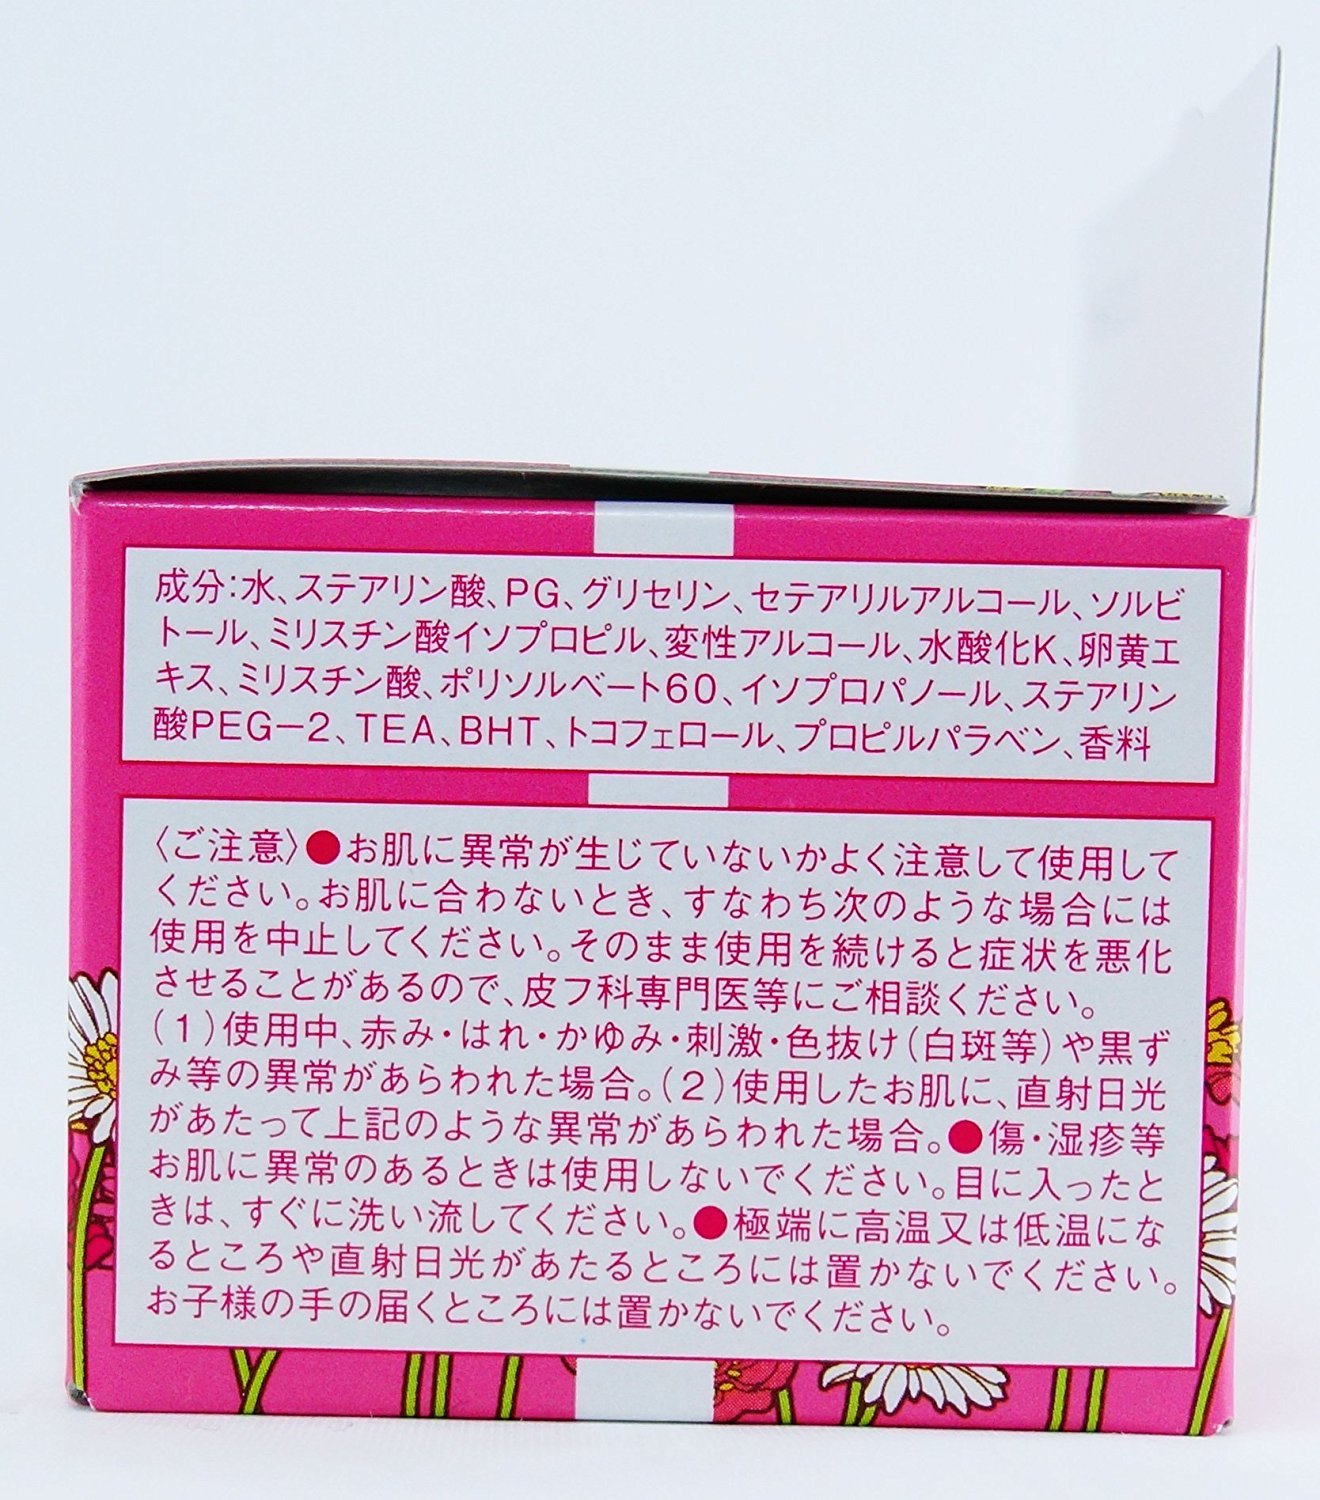 成分：水、ステアリン酸、PG、グリセリン、セテアリルアルコール、ソルビ
トール、ミリスチン酸イソプロピル、変性アルコール、水酸化K、卵黄エ
キス、ミリスチン酸、ポリソルベート60、イソプロパノール、ステアリン
酸PEG－2、TEA、BHT、トコフェロール、プロピルパラベン、香料
〈ご注意〉●お肌に異常が生じていないかよく注意して使用して
ください。お肌に合わないとき、すなわち次のような場合には
使用を中止してください。そのまま使用を続けると症状を悪化
させることがあるので、皮フ科専門医等にご相談ください。
（1）使用中、赤み・はれ・かゆみ・刺激・色抜け（白斑等）や黒ず
み等の異常があらわれた場合。（2）使用したお肌に、直射日光
があたって上記のような異常があらわれた場合。●傷・湿疹等
お肌に異常のあるときは使用しないでください。目に入ったと
きは、すぐに洗い流してください。●極端に高温又は低温にな
るところや直射日光があたるところには置かないでください。
お子様の手の届くところには置かないでください。